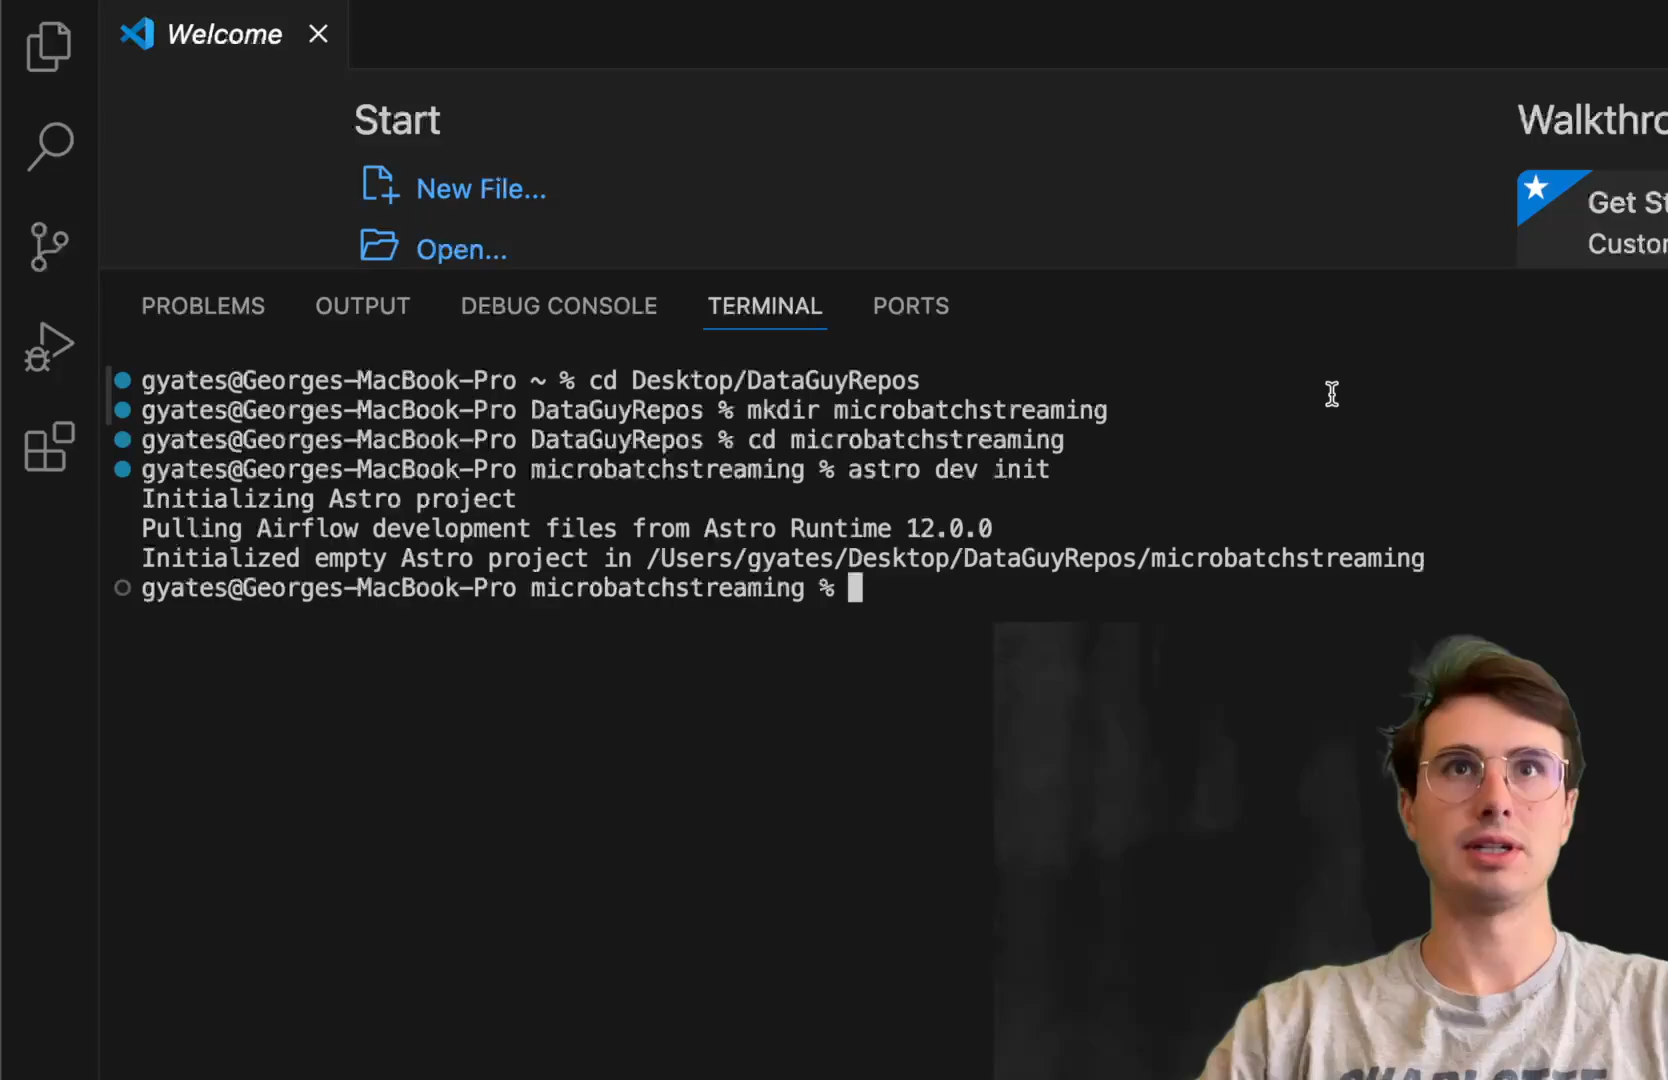 Welcome
Start
Walkthro
New File...
Get St
Custor
Open...
PROBLEMS OUTPUT DEBUG CONSOLE TERMINAL PORTS
gyates@Georges-MacBook-Pro ~ % cd Desktop/DataGuyRepos
gyates@Georges-MacBook-Pro DataGuyRepos % mkdir microbatchstreaming
gyates@Georges-MacBook-Pro DataGuyRepos % cd microbatchstreaming
gyates@Georges-MacBook-Pro microbatchstreaming % astro dev init
Initializing Astro project
Pulling Airflow development files from Astro Runtime 12.0.0
Initialized empty Astro project in /Users/gyates/Desktop/DataGuyRepos/microbatchstreaming
gyates@Georges-MacBook-Pro microbatchstreaming %
CHARLOTTE